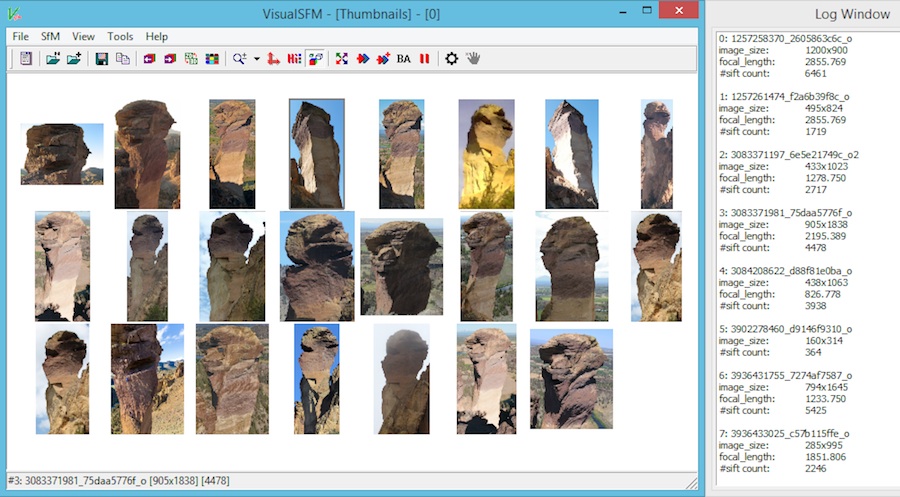 VisualSFM - [Thumbnails] - [0]
File SfM View Tools Help
BA
#3: 3083371981_75daa5776f_o [905x1838] [4478]
Log Window
0: 1257258370_2605863c6c_o
image_size: 1200x900
focal_length: 2855.769
#sift count: 6461
1: 1257261474_f2a6b39f8c_o
image_size: 495x824
focal_length: 2855.769
#sift count: 1719
2: 3083371197_6e5e21749c_o2
image_size: 433x1023
focal_length: 1278.750
#sift count: 2717
3: 3083371981_75daa5776f_o
image_size: 905x1838
focal_length: 2195.389
#sift count: 4478
4: 3084208622_d88f81e0ba_o
image_size: 438x1063
focal_length: 826.778
#sift count: 3938
5: 3902278460_d9146f9310_o
image_size: 160x314
focal_length: 1234.000
#sift count: 364
6: 3936431755_7274af7587_o
image_size: 794x1645
focal_length: 1233.750
#sift count: 5425
7: 3936433025_c57b115ffe_o
image_size: 285x995
focal_length: 1851.806
#sift count: 2246